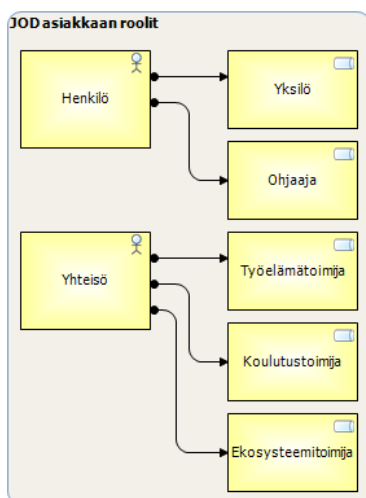 JOD asiakkaan roolit
Henkilö
Yksilö
Ohjaaja
Yhteisö
Työelämätoimija
Koulutustoimija
Ekosysteemitoimija